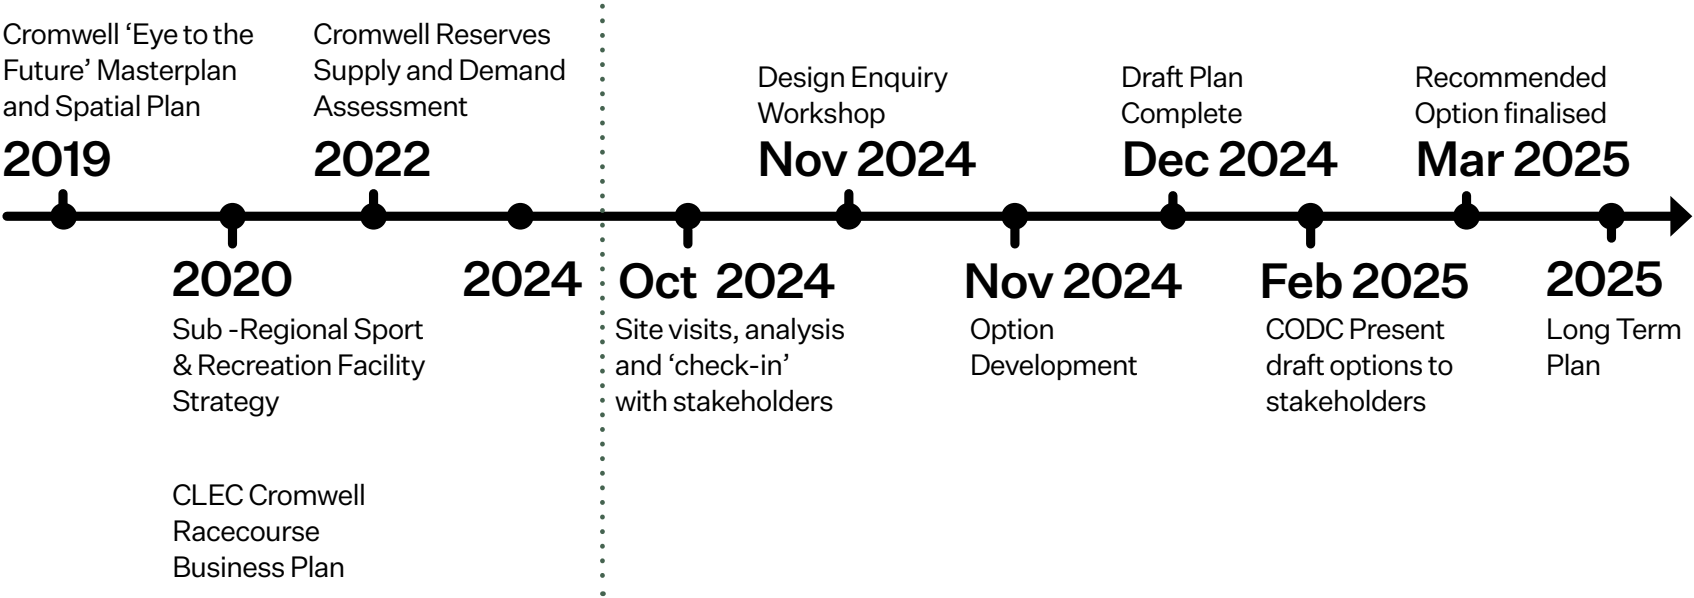 Cromwell ‘Eye to the
Future’ Masterplan
and Spatial Plan
2019
Cromwell Reserves
Supply and Demand
Assessment
2022
Design Enquiry
Workshop
Nov 2024
Draft Plan
Complete
Dec 2024
Recommended
Option finalised
Mar 2025
2020
Sub -Regional Sport
& Recreation Facility
Strategy
CLEC Cromwell
Racecourse
Business Plan
2024
Oct 2024
Site visits, analysis
and ‘check-in’
with stakeholders
Nov 2024
Option
Development
Feb 2025
CODC Present
draft options to
stakeholders
2025
Long Term
Plan